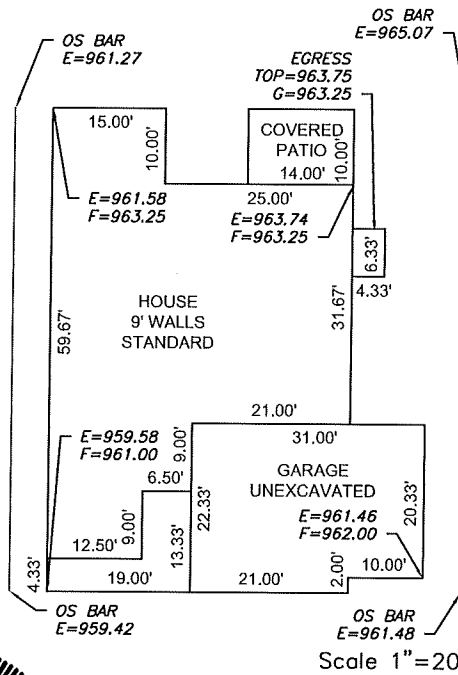 OS BAR
E=961.27
OS BAR
E=965.07
EGRESS
TOP=963.75
G=963.25
15.00'
10.00'
COVERED
PATIO
14.00'
10.00'
25.00'
E=961.58
F=963.25
E=963.74
F=963.25
6.33'
4.33'
HOUSE
9' WALLS
STANDARD
59.67'
31.67'
21.00'
31.00'
E=959.58
F=961.00
9.00'
6.50'
GARAGE
UNEXCAVATED
E=961.46
F=962.00
22.33'
20.33'
9.00'
13.33'
12.50'
4.33'
19.00'
21.00'
2.00'
10.00'
OS BAR
E=959.42
OS BAR
E=961.48
Scale 1"=20